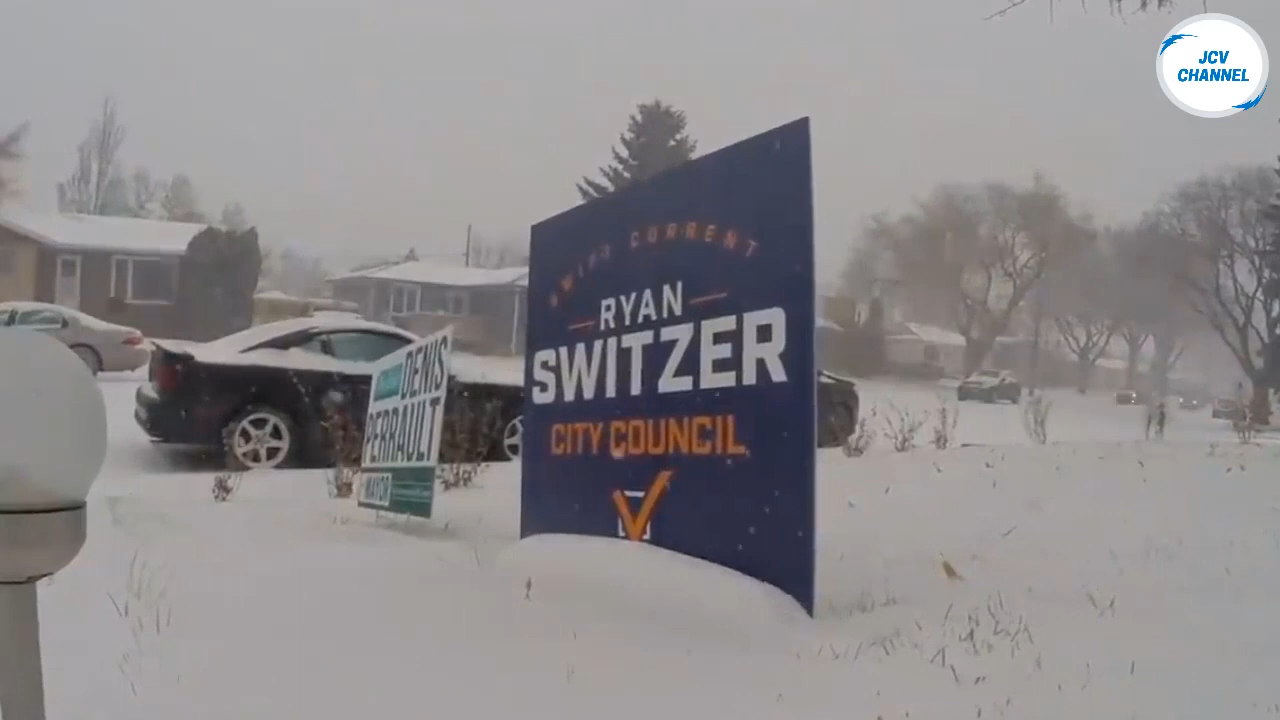 JCV
CHANNEL
SWIFT CURRENT
RYAN
SWITZER
CITY COUNCIL
DENIS
PERRAULT
MAYOR